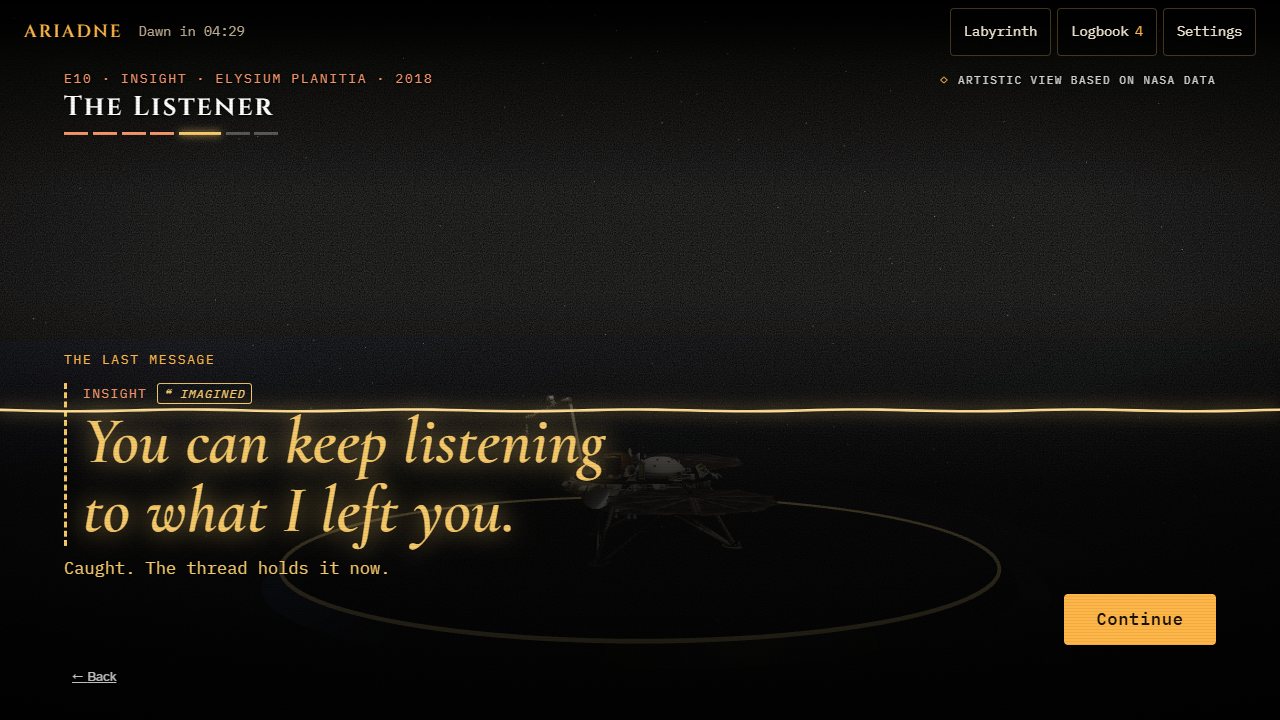 ARIADNE Dawn in 04:29 Labyrinth Logbook 4 Settings
E10 · INSIGHT · ELYSIUM PLANITIA · 2018
◇ ARTISTIC VIEW BASED ON NASA DATA
The Listener
THE LAST MESSAGE
INSIGHT ❝ IMAGINED
You can keep listening
to what I left you.
Caught. The thread holds it now.
Continue
← Back